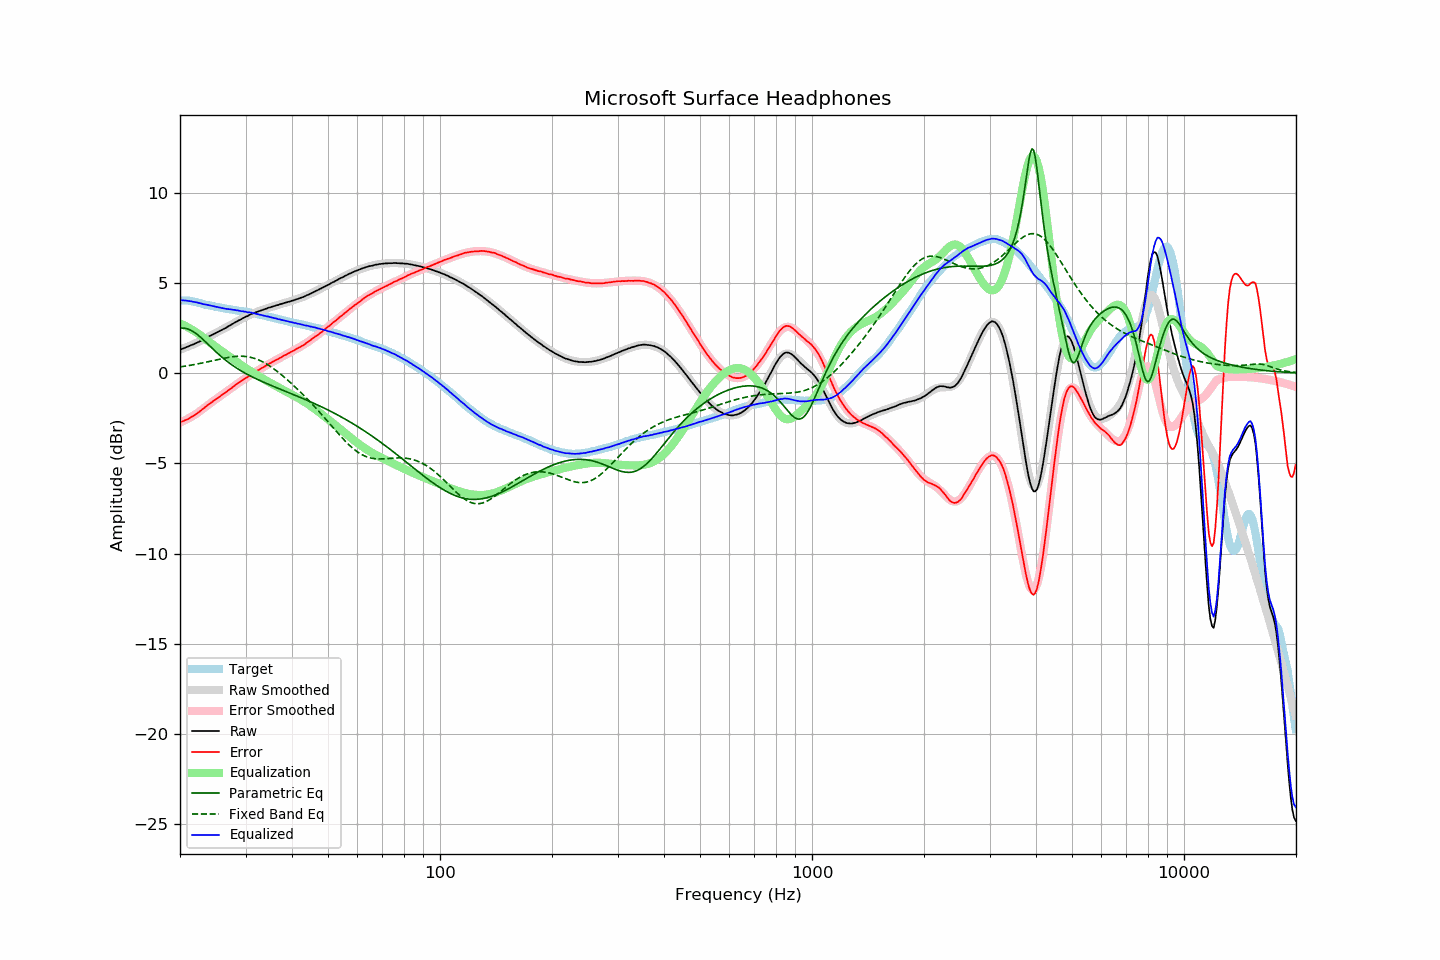 Microsoft Surface Headphones
10
5
0
−5
−10
−15
−20
−25
Amplitude (dBr)
Target
Raw Smoothed
Error Smoothed
Raw
Error
Equalization
Parametric Eq
Fixed Band Eq
Equalized
100
1000
10000
Frequency (Hz)